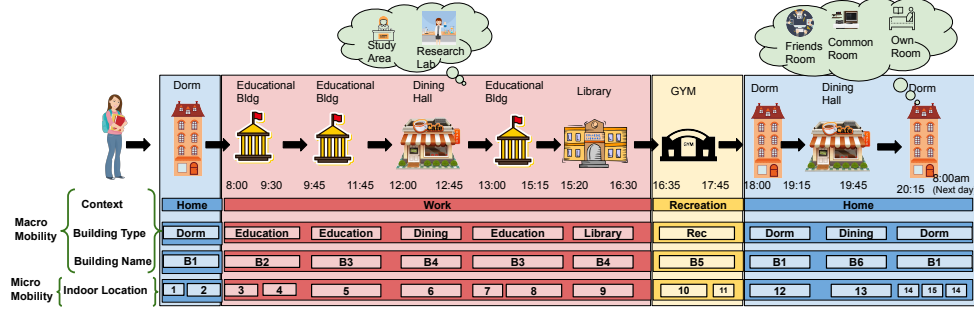 Study
Area
Research
Lab
Friends
Room
Common
Room
Own
Room
Dorm
Educational
Bldg
Educational
Bldg
Dining
Hall
Educational
Bldg
Library
GYM
Dorm
Dining
Hall
Dorm
Cafe
Cafe
GYM
8:00 9:30 9:45 11:45 12:00 12:45 13:00 15:15 15:20 16:30 16:35 17:45 18:00 19:15 19:45 20:15 8:00am
(Next day)
Macro
Mobility
Context Home Work Recreation Home
Building Type Dorm Education Education Dining Education Library Rec Dorm Dining Dorm
Building Name B1 B2 B3 B4 B3 B4 B5 B1 B6 B1
Micro
Mobility
Indoor Location 1 2 3 4 5 6 7 8 9 10 11 12 13 14 15 14